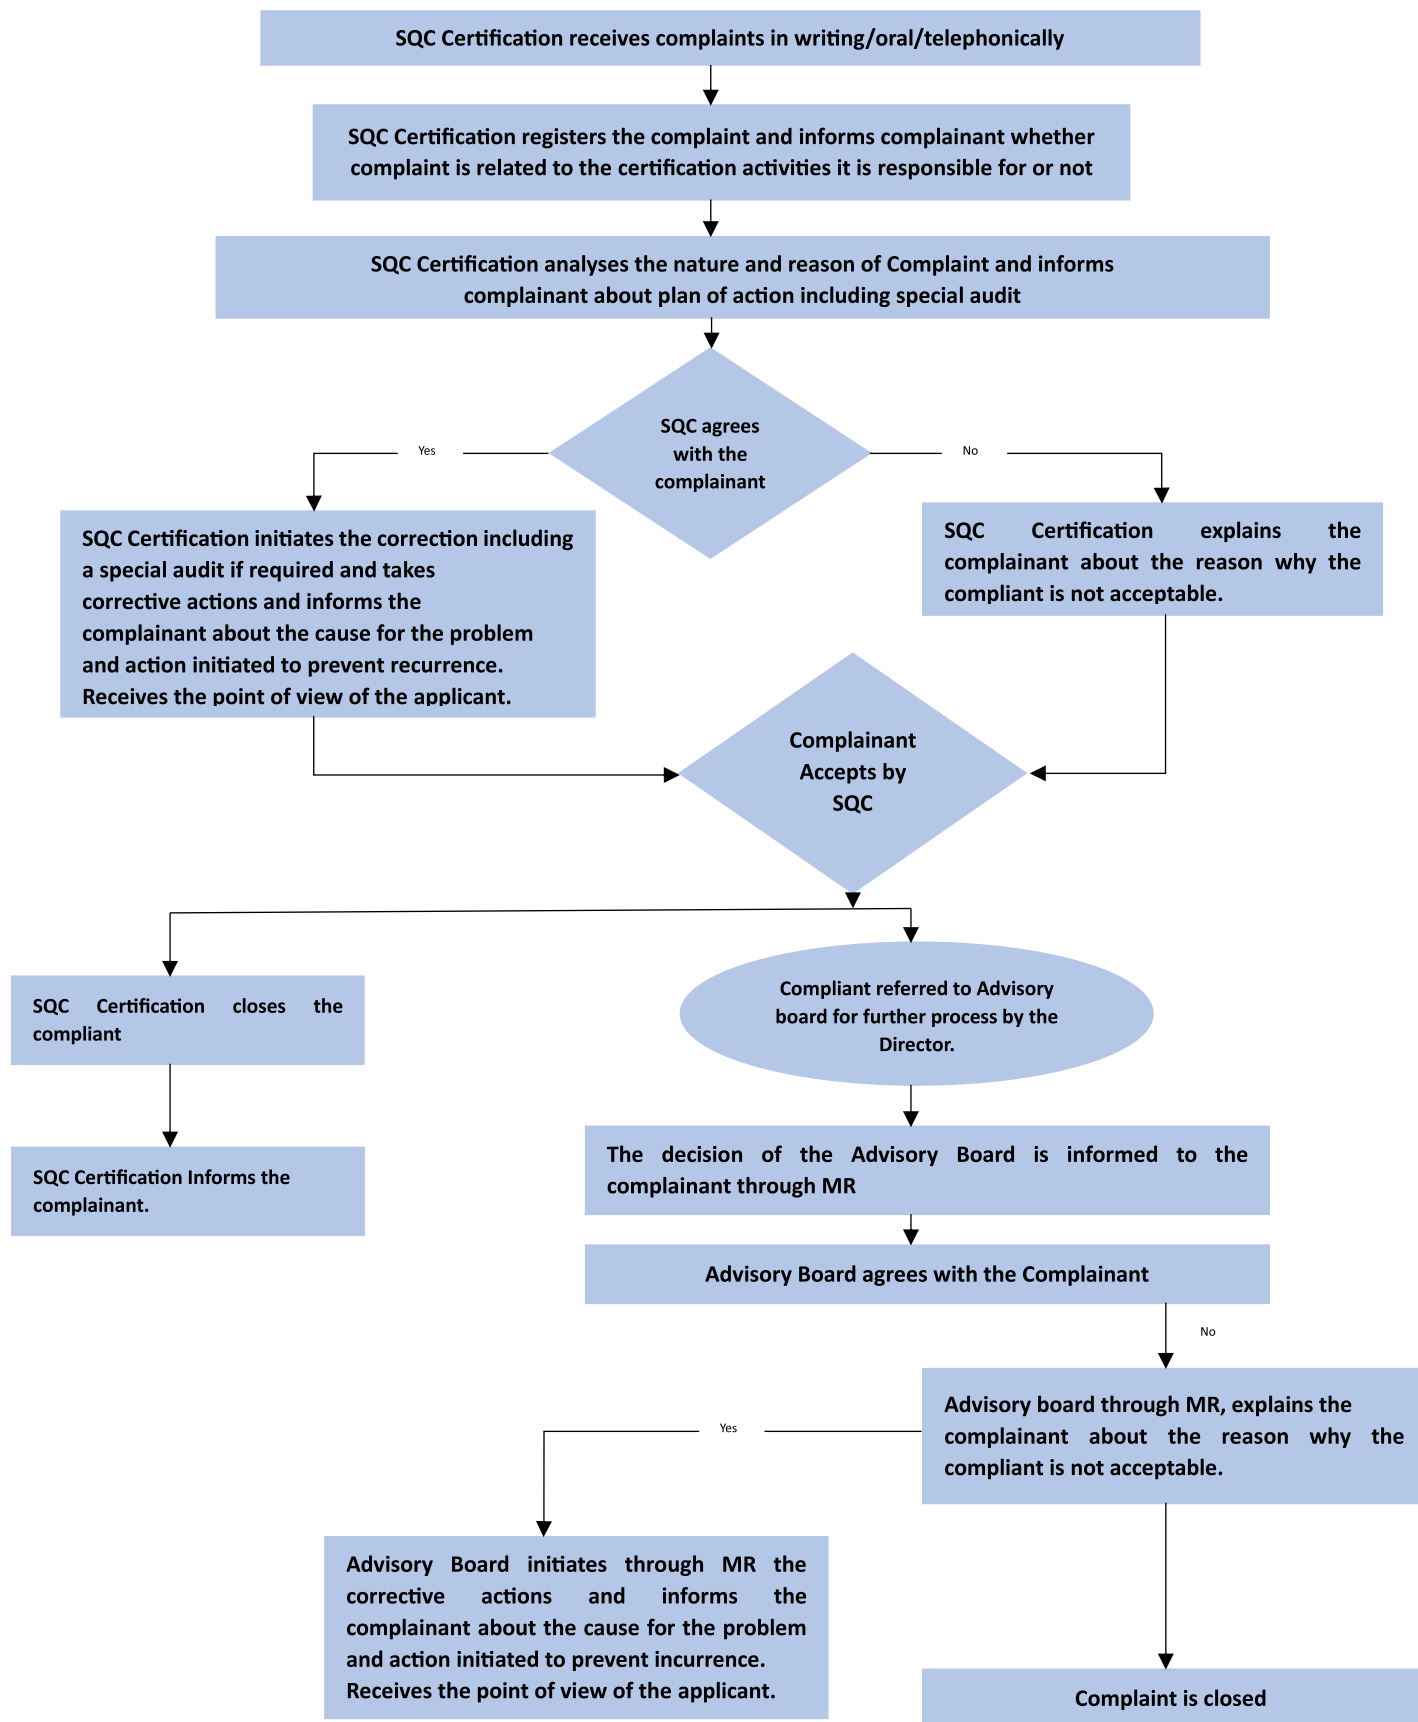 SQC Certification receives complaints in writing/oral/telephonically
SQC Certification registers the complaint and informs complainant whether
complaint is related to the certification activities it is responsible for or not
SQC Certification analyses the nature and reason of Complaint and informs
complainant about plan of action including special audit
SQC agrees
with the
complainant
Yes
No
SQC Certification initiates the correction including
a special audit if required and takes
corrective actions and informs the
complainant about the cause for the problem
and action initiated to prevent recurrence.
Receives the point of view of the applicant.
SQC Certification explains the
complainant about the reason why the
compliant is not acceptable.
Complainant
Accepts by
SQC
SQC Certification closes the
compliant
Compliant referred to Advisory
board for further process by the
Director.
SQC Certification Informs the
complainant.
The decision of the Advisory Board is informed to the
complainant through MR
Advisory Board agrees with the Complainant
No
Advisory board through MR, explains the
complainant about the reason why the
compliant is not acceptable.
Yes
Advisory Board initiates through MR the
corrective actions and informs the
complainant about the cause for the problem
and action initiated to prevent incurrence.
Receives the point of view of the applicant.
Complaint is closed